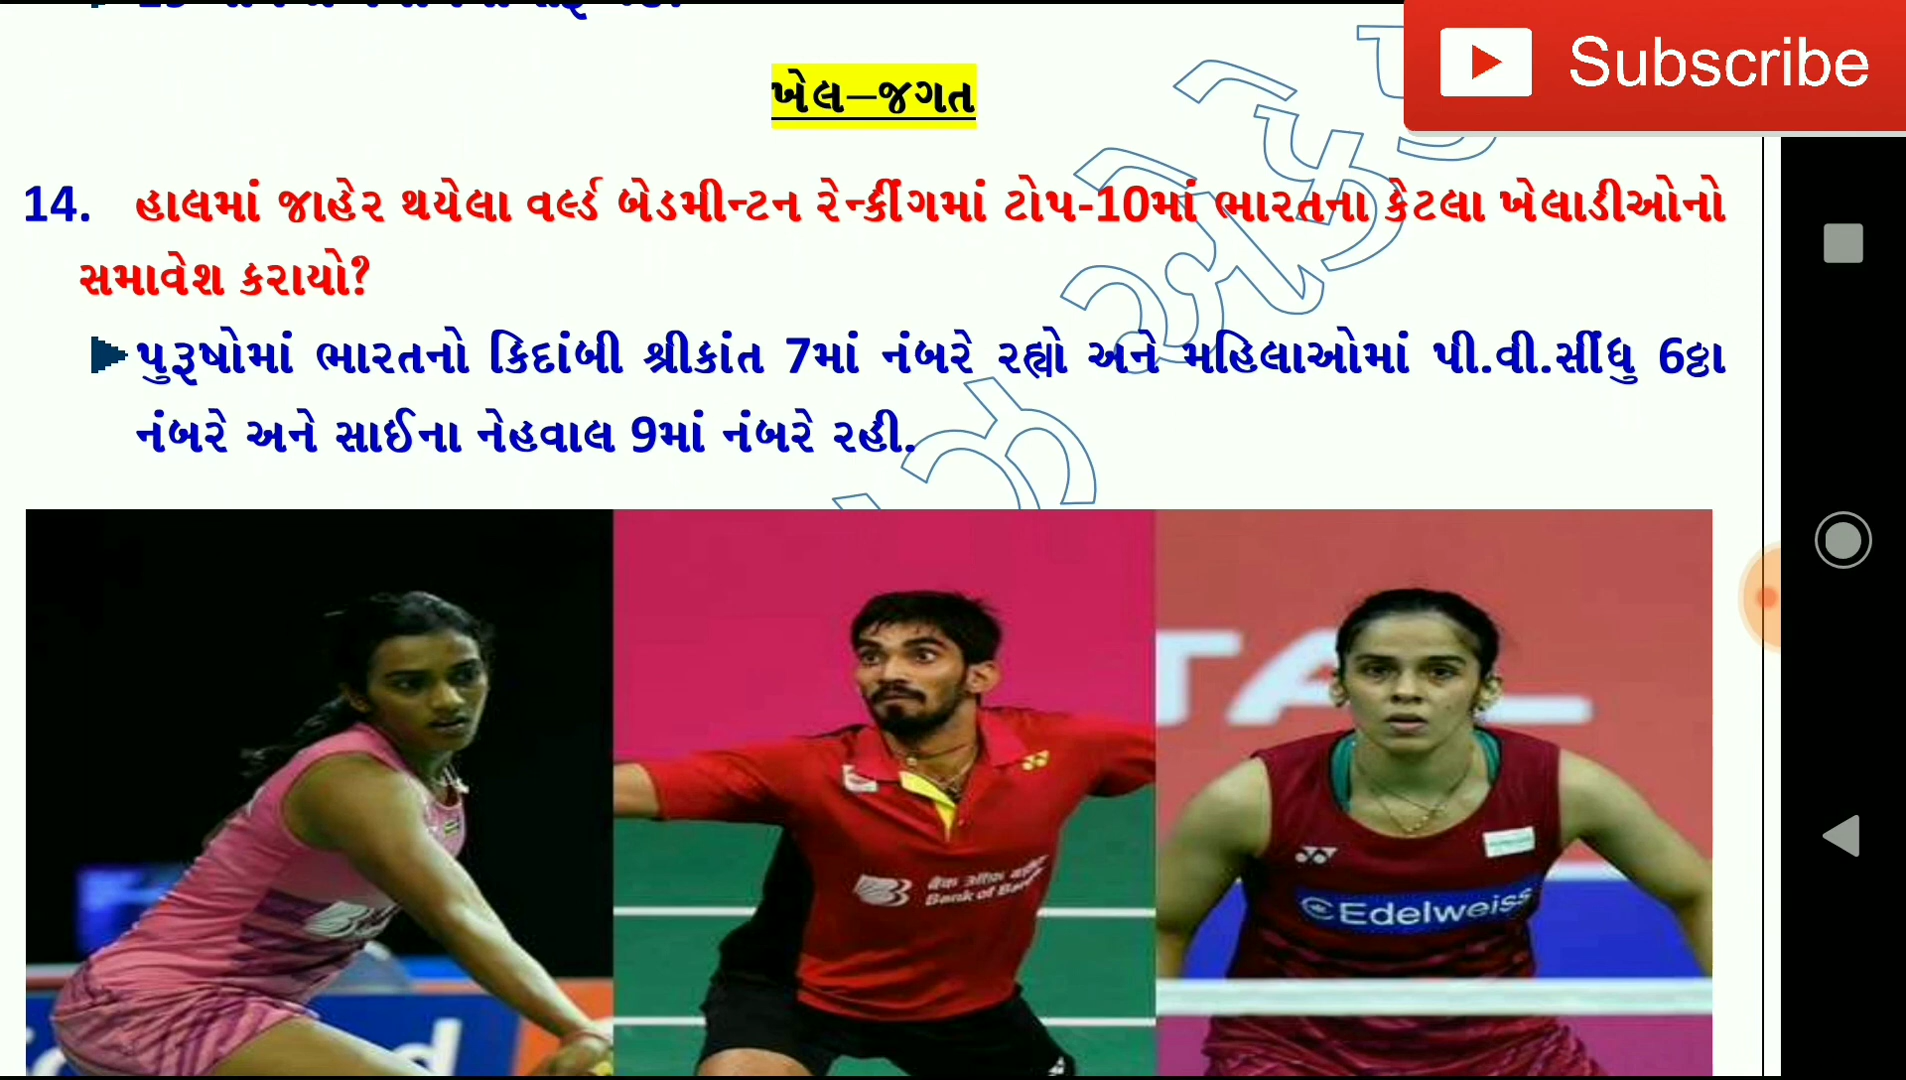 Subscribe
ખેલ–જગત
14. હાલમાં જાહેર થયેલા વર્લ્ડ બેડમીન્ટન રેન્કીંગમાં ટોપ-10માં ભારતના કેટલા ખેલાડીઓનો
સમાવેશ કરાયો?
પુરૂષોમાં ભારતનો કિદાંબી શ્રીકાંત 7માં નંબરે રહ્યો અને મહિલાઓમાં પી.વી.સીંધુ 6ઠ્ઠા
નંબરે અને સાઈના નેહવાલ 9માં નંબરે રહી.
Bank of
Edelweiss